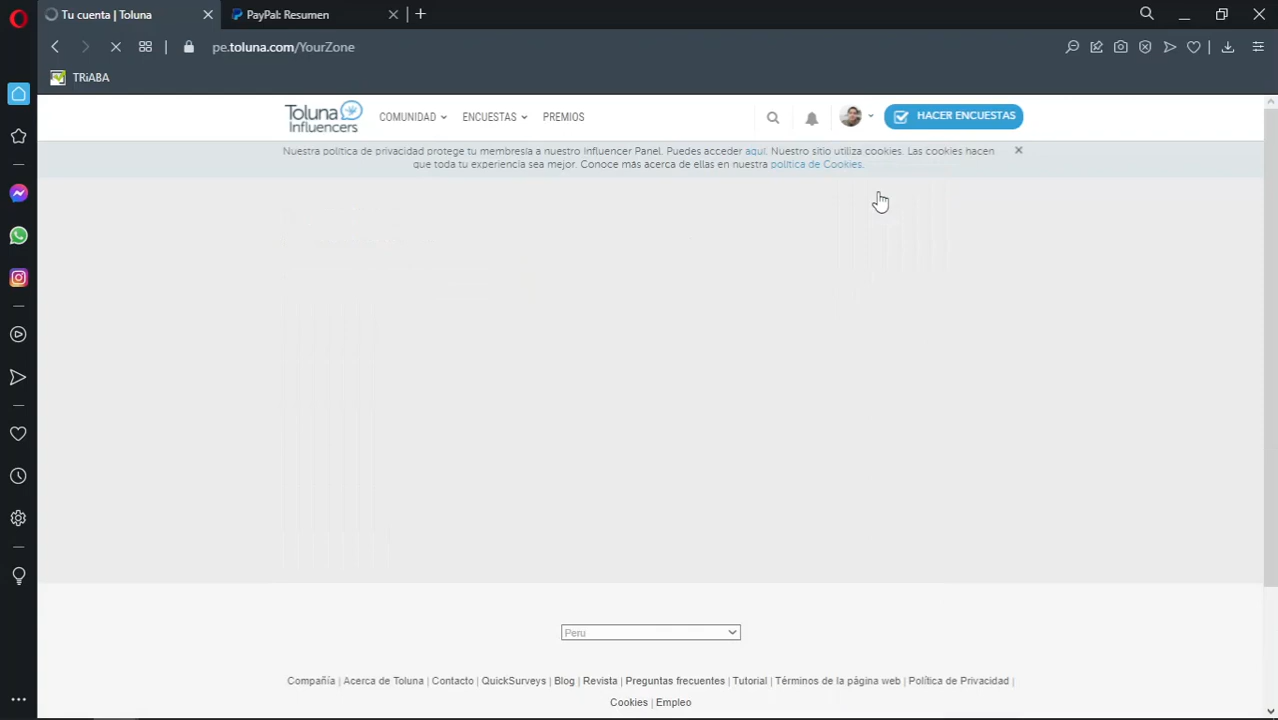 Tu cuenta | Toluna
PayPal: Resumen
pe.toluna.com/YourZone
TRiABA
Toluna
Influencers
COMUNIDAD
ENCUESTAS
PREMIOS
HACER ENCUESTAS
Nuestra política de privacidad protege tu membresía a nuestro Influencer Panel. Puedes acceder aquí. Nuestro sitio utiliza cookies. Las cookies hacen
que toda tu experiencia sea mejor. Conoce más acerca de ellas en nuestra política de Cookies.
Peru
Compañía | Acerca de Toluna | Contacto | QuickSurveys | Blog | Revista | Preguntas frecuentes | Tutorial | Términos de la página web | Política de Privacidad |
Cookies | Empleo